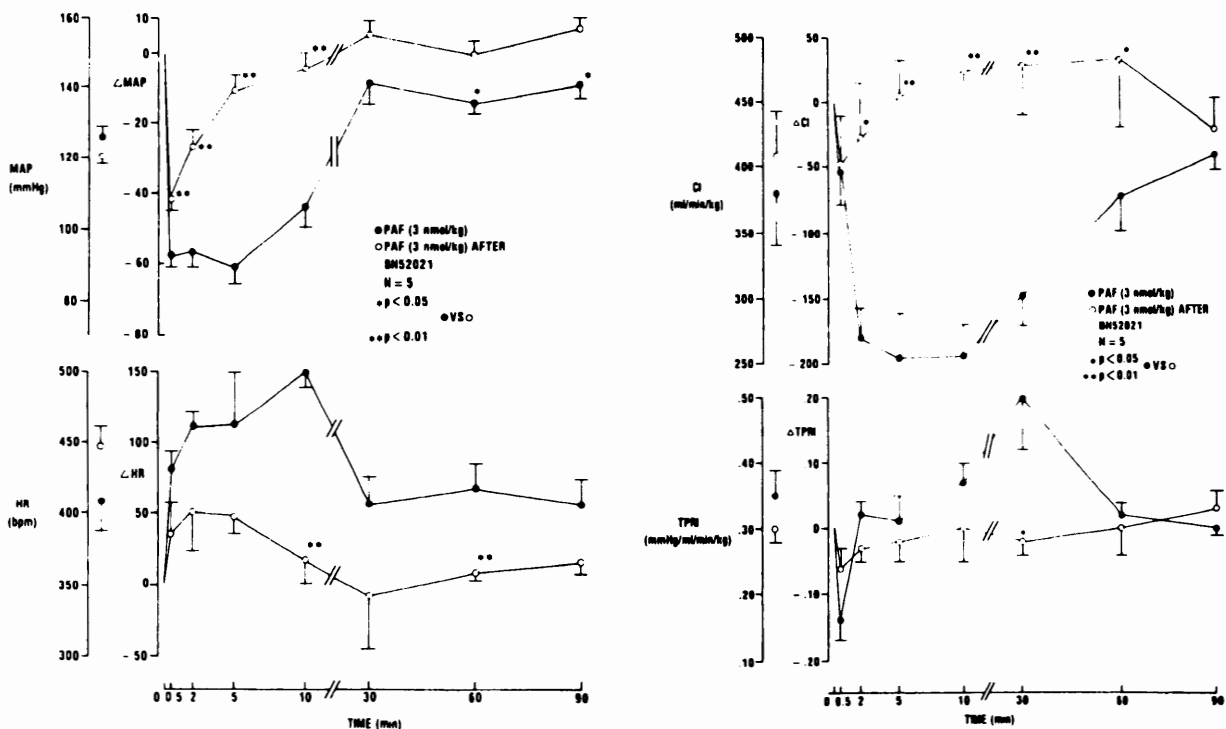 160
140
120
100
80
MAP
(mmHg)
10
0
△MAP
-20
-40
-60
-80
**
**
**
**
*
*
● PAF (3 nmol/kg)
○ PAF (3 nmol/kg) AFTER
BN52021
N = 5
* p < 0.05
● VS ○
** p < 0.01
500
450
400
350
300
HR
(bpm)
150
100
△HR
50
0
-50
**
**
0 0 5 2 5 10 30 60 90
TIME (min)
500
450
400
350
300
250
CI
(ml/min/kg)
50
0
△CI
-50
-100
-150
-200
*
**
**
**
*
● PAF (3 nmol/kg)
○ PAF (3 nmol/kg) AFTER
BN52021
N = 5
* p < 0.05
● VS ○
** p < 0.01
.50
.40
.30
.20
.10
TPRI
(mmHg/ml/min/kg)
.20
△TPRI
.10
0
-.10
-.20
*
0 0.5 2 5 10 30 60 90
TIME (min)